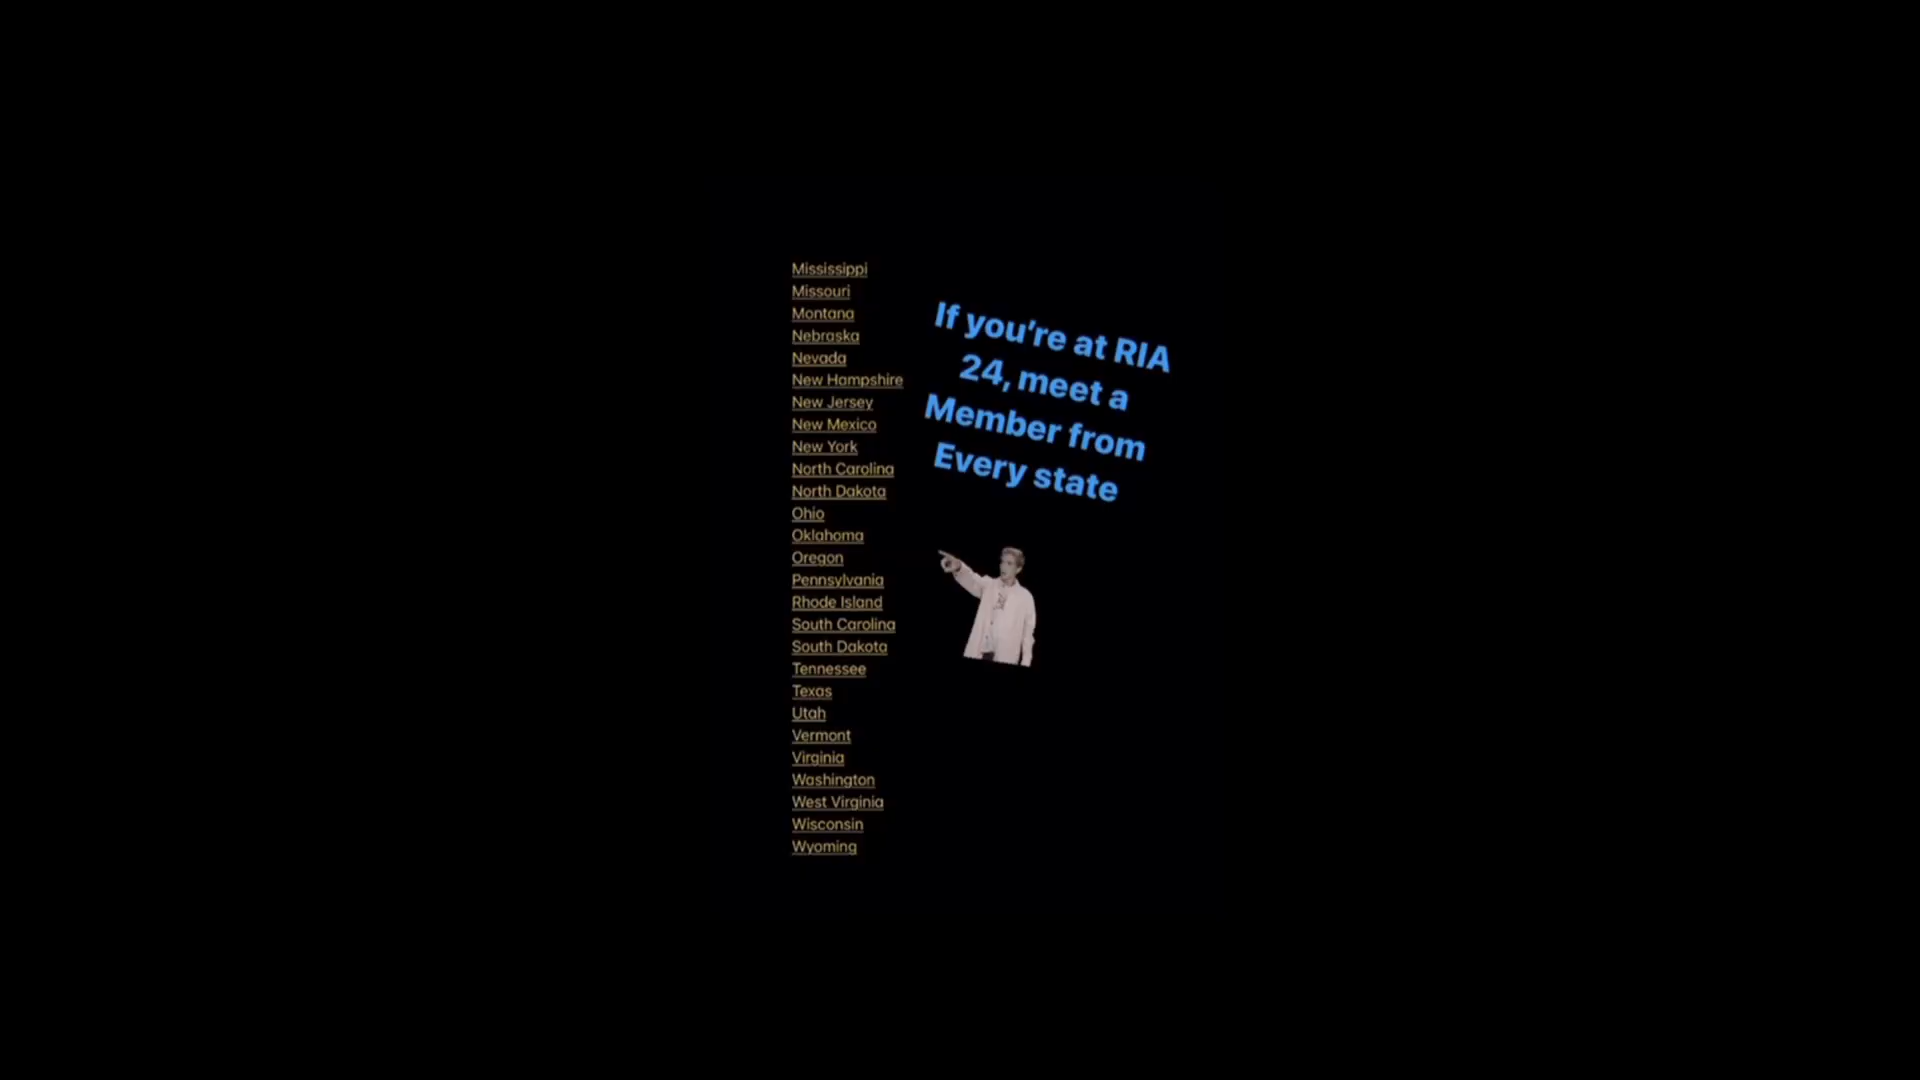 Mississippi
Missouri
Montana
Nebraska
Nevada
New Hampshire
New Jersey
New Mexico
New York
North Carolina
North Dakota
Ohio
Oklahoma
Oregon
Pennsylvania
Rhode Island
South Carolina
South Dakota
Tennessee
Texas
Utah
Vermont
Virginia
Washington
West Virginia
Wisconsin
Wyoming
If you’re at RIA
24, meet a
Member from
Every state